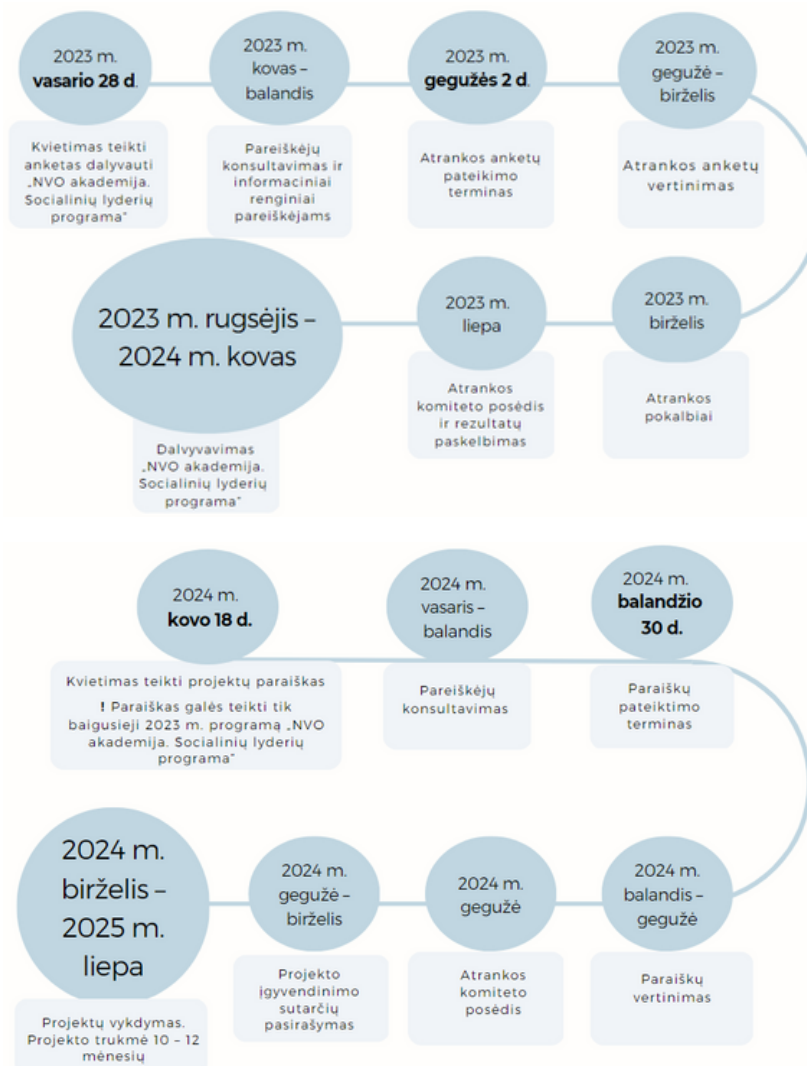 2023 m.
vasario 28 d.
Kvietimas teikti
anketas dalyvauti
„NVO akademija.
Socialinių lyderių
programa“
2023 m.
kovas –
balandis
Pareiškėjų
konsultavimas ir
informaciniai
renginiai
pareiškėjams
2023 m.
gegužės 2 d.
Atrankos anketų
pateikimo
terminas
2023 m.
gegužė –
birželis
Atrankos anketų
vertinimas
2023 m.
birželis
Atrankos
pokalbiai
2023 m.
liepa
Atrankos
komiteto posėdis
ir rezultatų
paskelbimas
2023 m. rugsėjis –
2024 m. kovas
Dalvyvavimas
„NVO akademija.
Socialinių lyderių
programa“
2024 m.
kovo 18 d.
Kvietimas teikti projektų paraiškas
! Paraiškas galės teikti tik
baigusieji 2023 m. programą „NVO
akademija. Socialinių lyderių
programa“
2024 m.
vasaris –
balandis
Pareiškėjų
konsultavimas
2024 m.
balandžio
30 d.
Paraiškų
pateiktimo
terminas
2024 m.
balandis –
gegužė
Paraiškų
vertinimas
2024 m.
gegužė
Atrankos
komiteto
posėdis
2024 m.
gegužė –
birželis
Projekto
įgyvendinimo
sutarčių
pasirašymas
2024 m.
birželis –
2025 m.
liepa
Projektų vykdymas.
Projekto trukmė 10 – 12
mėnesių